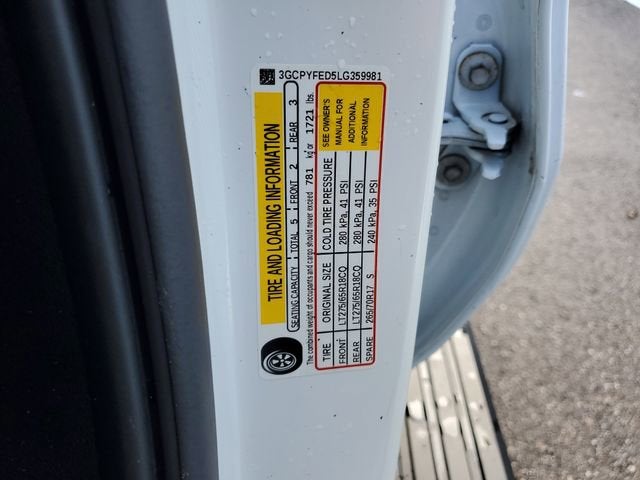 3GCPYFED5LG359981
TIRE AND LOADING INFORMATION
SEATING CAPACITY TOTAL 5 FRONT 2 REAR 3
The combined weight of occupants and cargo should never exceed 781 kg or 1721 lbs.
TIRE ORIGINAL SIZE COLD TIRE PRESSURE SEE OWNER'S
FRONT LT275/65R18CQ 280 kPa, 41 PSI MANUAL FOR
REAR LT275/65R18CQ 280 kPa, 41 PSI ADDITIONAL
SPARE 265/70R17 S 240 kPa, 35 PSI INFORMATION